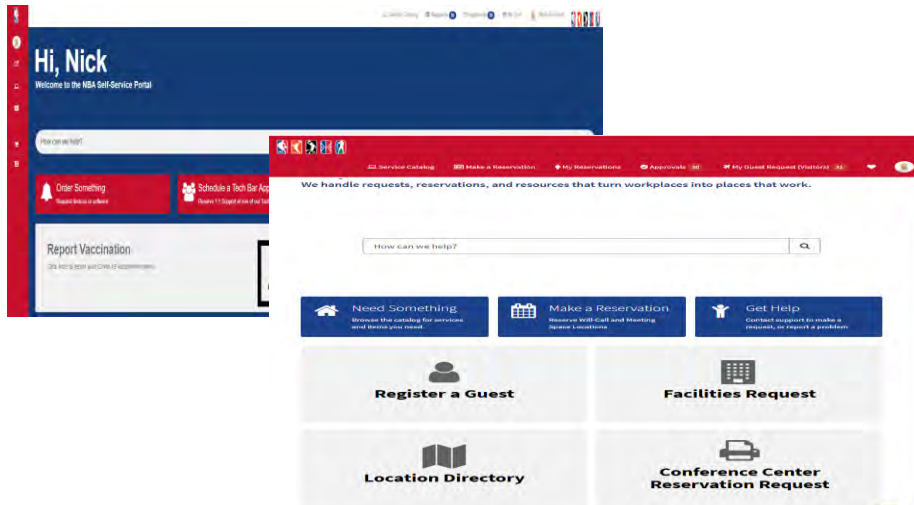 Hi, Nick
Welcome to the NBA Self-Service Portal
How can we help?
Order Something
Schedule a Tech Bar App
Report Vaccination
Service Catalog
Make a Reservation
My Reservations
Approvals
My Guest Request (Visitors)
We handle requests, reservations, and resources that turn workplaces into places that work.
How can we help?
Need Something
Browse the catalog for services
and items you need.
Make a Reservation
Reserve Will-Call and Meeting
Space Locations
Get Help
Contact support to make a
request, or report a problem
Register a Guest
Facilities Request
Location Directory
Conference Center
Reservation Request